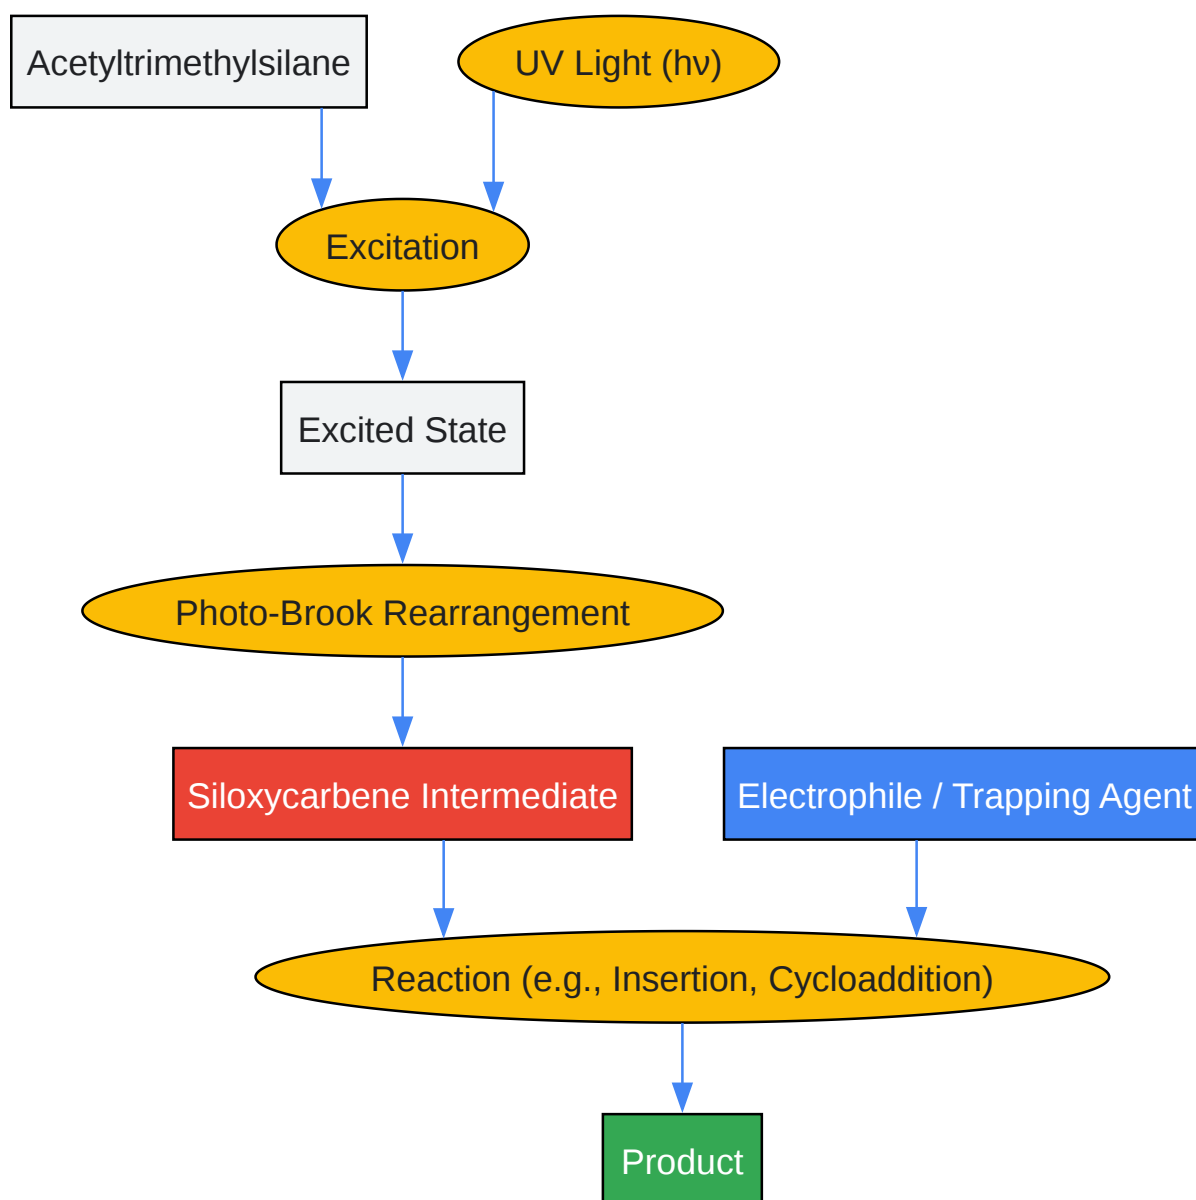 Acetyltrimethylsilane
UV Light (hν)
Excitation
Excited State
Photo-Brook Rearrangement
Siloxycarbene Intermediate
Electrophile / Trapping Agent
Reaction (e.g., Insertion, Cycloaddition)
Product